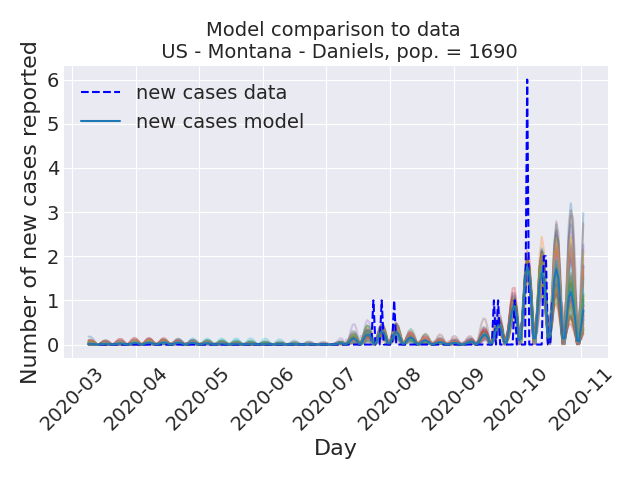 Model comparison to data
US - Montana - Daniels, pop. = 1690
Number of new cases reported
6
5
4
3
2
1
0
new cases data
new cases model
2020-03
2020-04
2020-05
2020-06
2020-07
2020-08
2020-09
2020-10
2020-11
Day